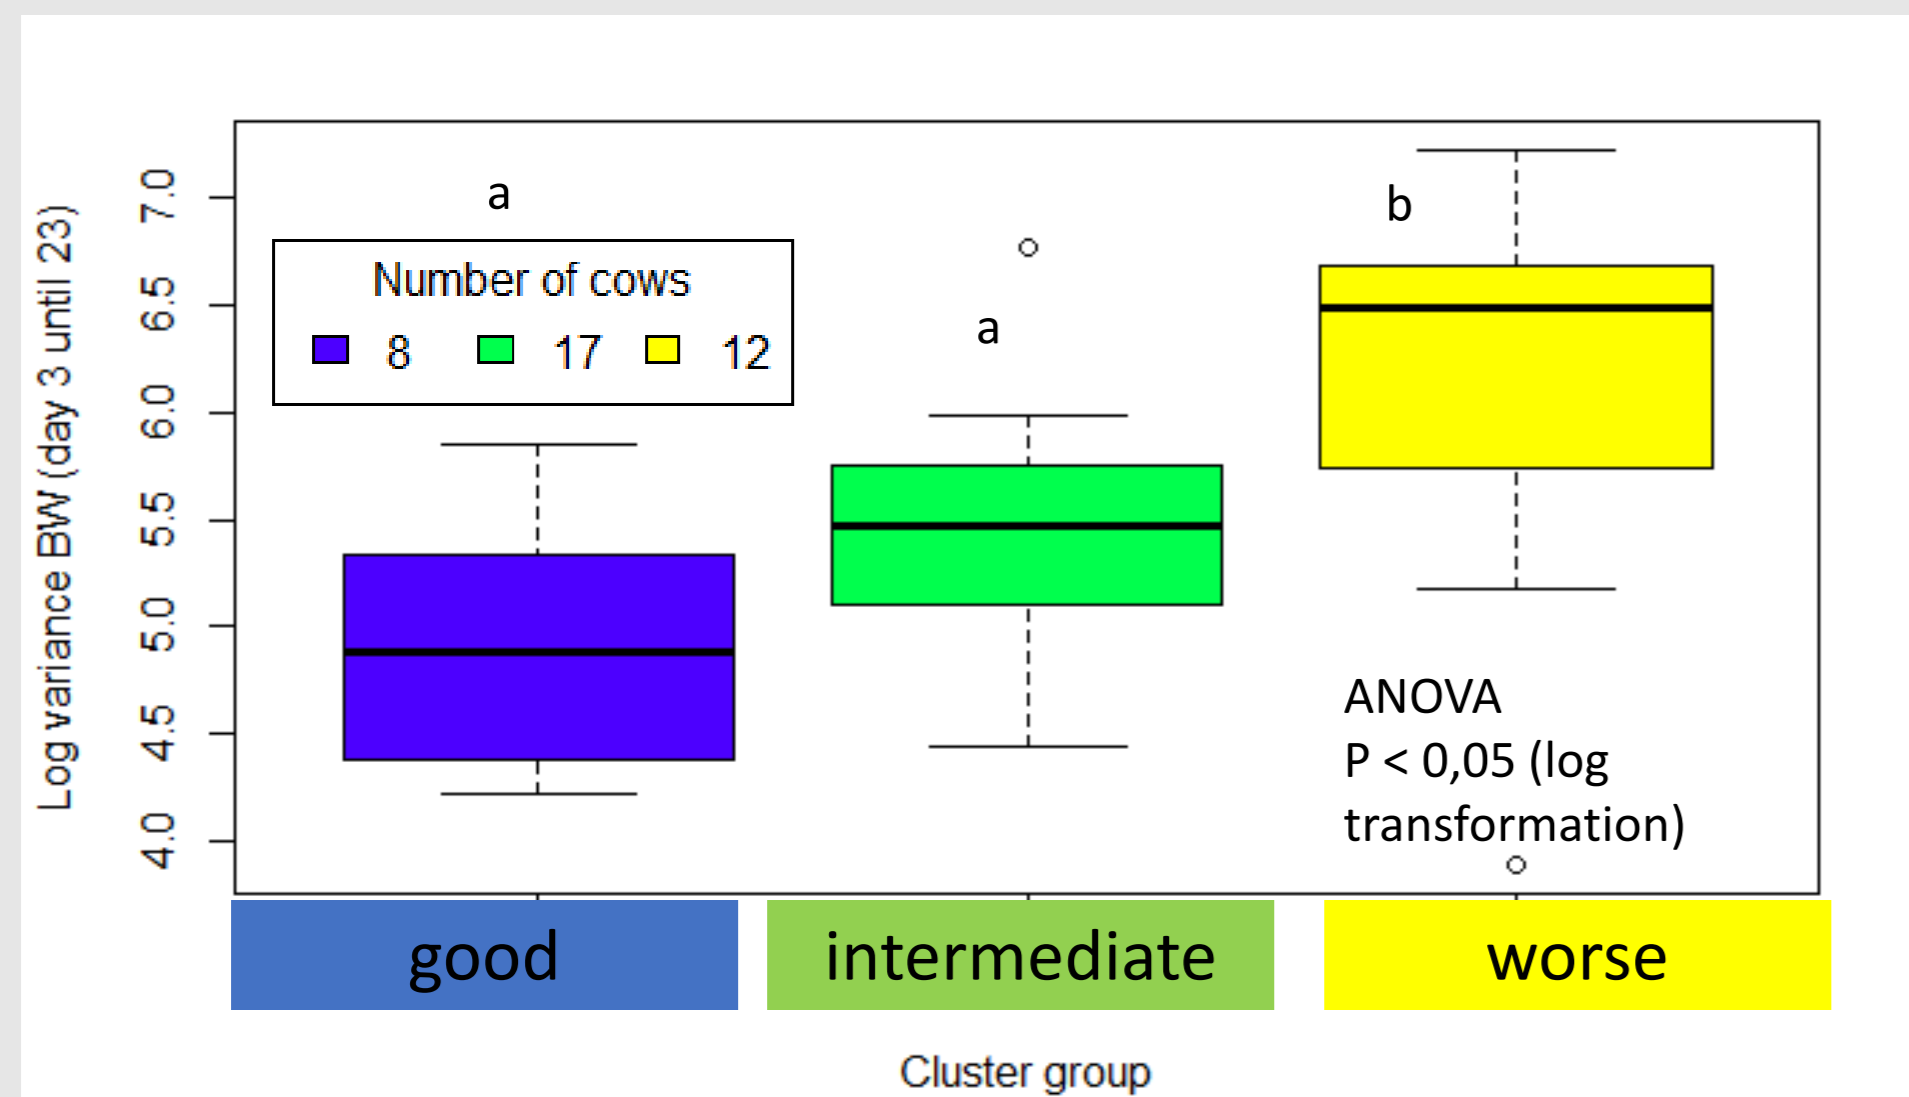 Log variance BW (day 3 until 23)
7.0
6.5
6.0
5.5
5.0
4.5
4.0
a
Number of cows
8 17 12
a
b
ANOVA
P < 0,05 (log
transformation)
good intermediate worse
Cluster group